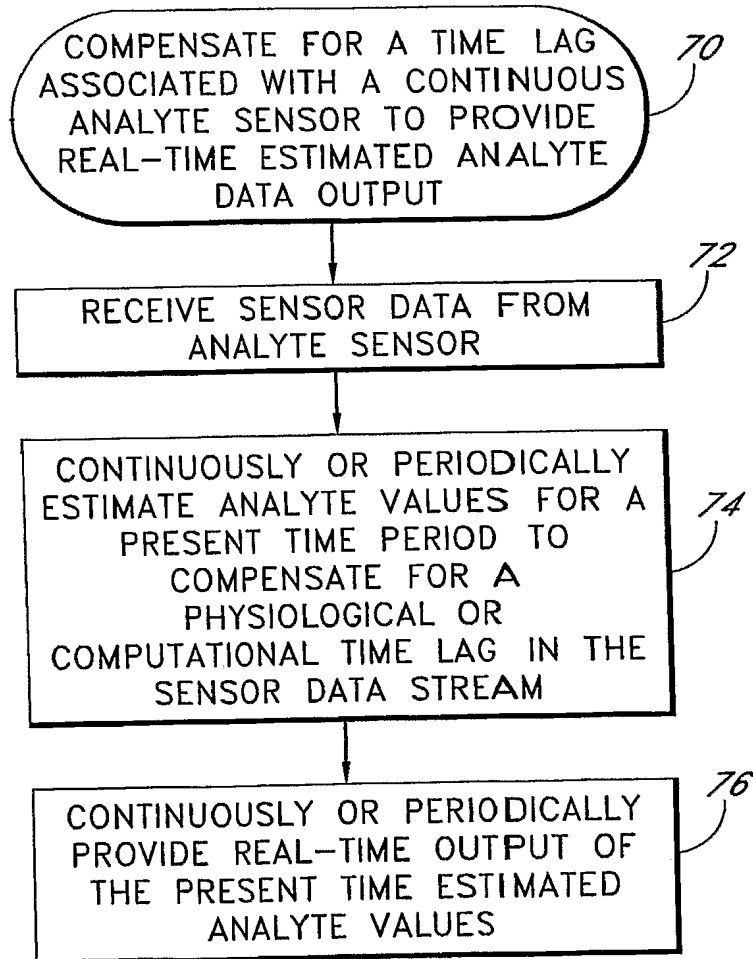 COMPENSATE FOR A TIME LAG
ASSOCIATED WITH A CONTINUOUS
ANALYTE SENSOR TO PROVIDE
REAL-TIME ESTIMATED ANALYTE
DATA OUTPUT
70
RECEIVE SENSOR DATA FROM
ANALYTE SENSOR
72
CONTINUOUSLY OR PERIODICALLY
ESTIMATE ANALYTE VALUES FOR A
PRESENT TIME PERIOD TO
COMPENSATE FOR A
PHYSIOLOGICAL OR
COMPUTATIONAL TIME LAG IN THE
SENSOR DATA STREAM
74
CONTINUOUSLY OR PERIODICALLY
PROVIDE REAL-TIME OUTPUT OF
THE PRESENT TIME ESTIMATED
ANALYTE VALUES
76